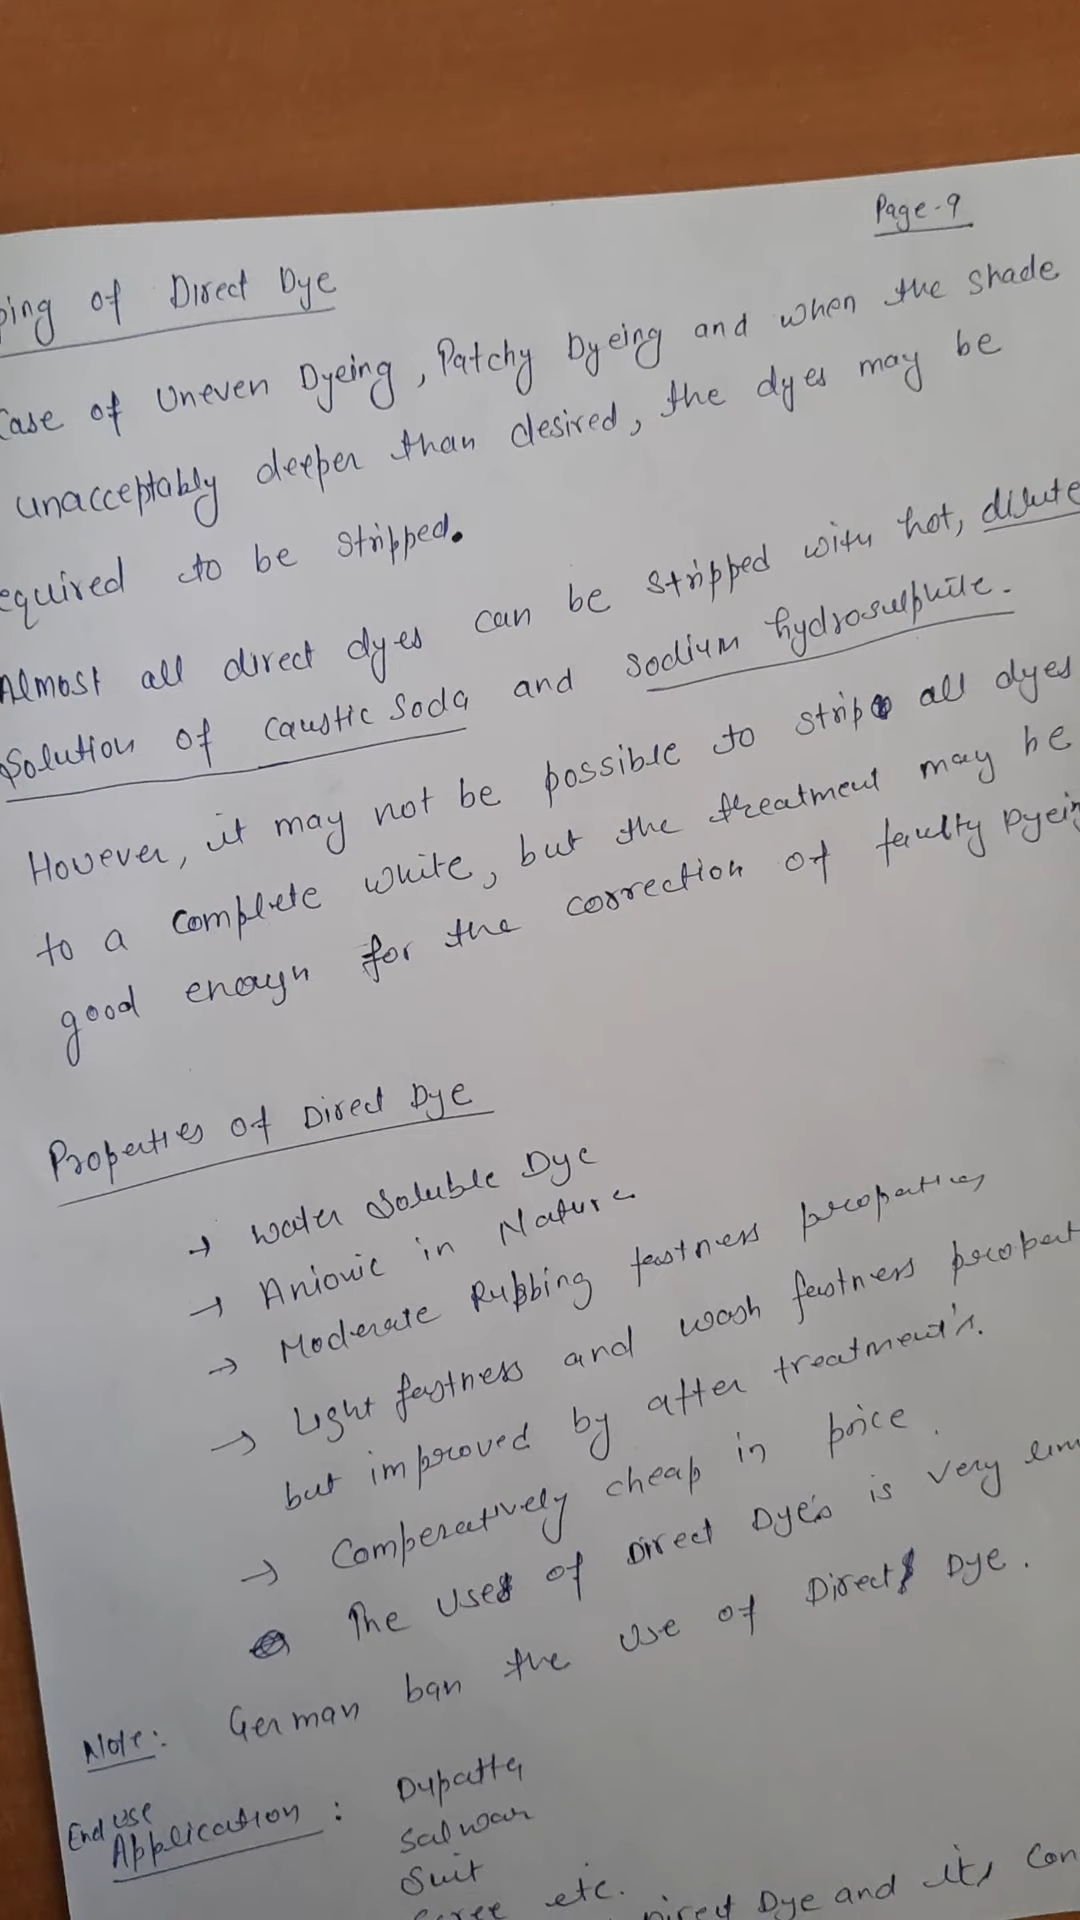 Page-9
ping of Direct Dye
Case of Uneven Dyeing, Patchy Dyeing and when the shade
unacceptably deeper than desired, the dyes may be
equired to be stripped.
Almost all direct dyes can be stripped with hot, dilute
Solution of Caustic Soda and Sodium hydrosulphite.
However, it may not be possible to strip all dyes
to a complete white, but the treatment may be
good enough for the correction of faulty Dyein
Properties of Direct Dye
→ Water Soluble Dye
→ Anionic in Nature
→ Moderate Rubbing fastness properties
→ Light fastness and wash fastness propert
but improved by after treatment's.
→ Comperatively cheap in price.
The Uses of Direct Dye's is very lim
Note: German ban the use of Direct Dye.
End Use
Application : Dupatta
Salwar
Suit
etc.
Direct Dye and its Con